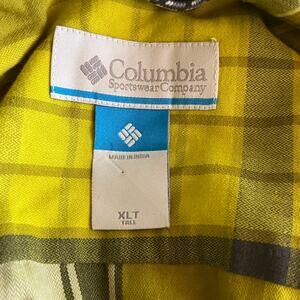 Columbia
Sportswear Company
MADE IN INDIA
XLT
TALL